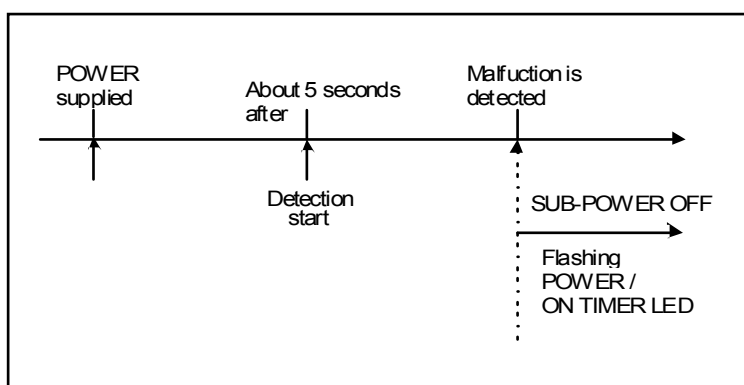 POWER
supplied
About 5 seconds
after
Malfuction is
detected
Detection
start
SUB-POWER OFF
Flashing
POWER /
ON TIMER LED